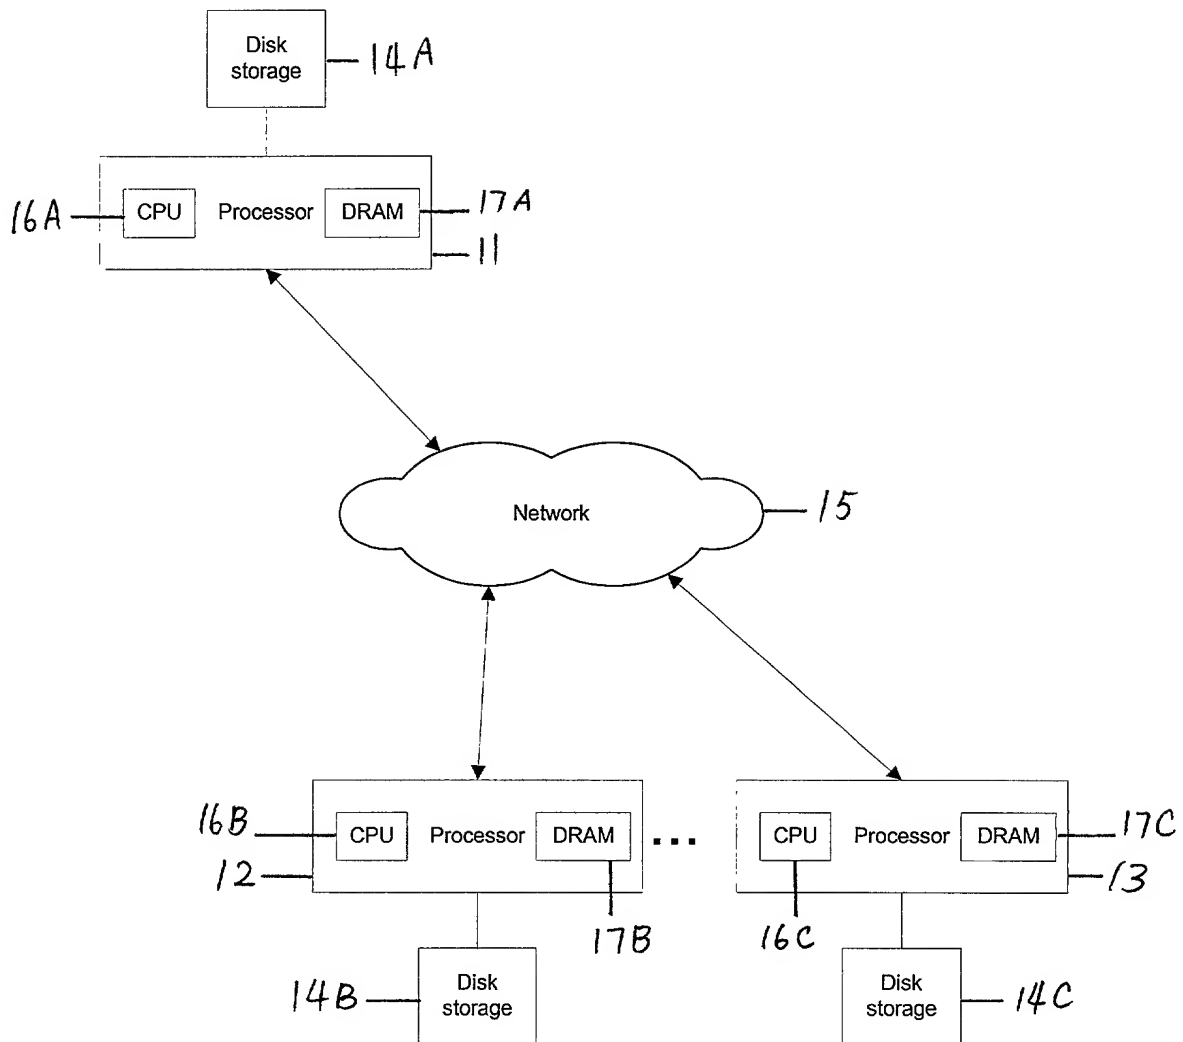 Disk
storage
14A
16A
CPU
Processor
DRAM
17A
11
Network
15
16B
CPU
Processor
DRAM
...
CPU
Processor
DRAM
17C
12
13
17B
16C
14B
Disk
storage
Disk
storage
14C